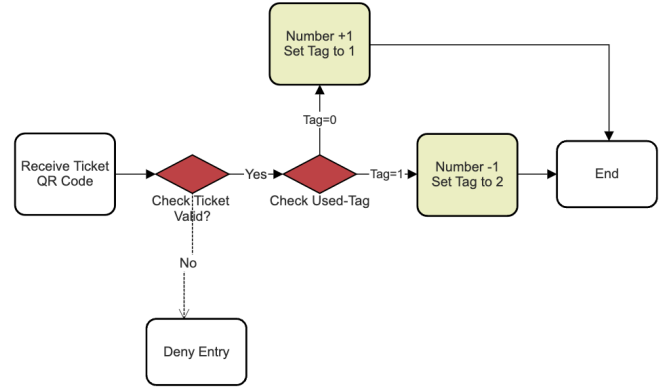 Number +1
Set Tag to 1
Tag=0
Receive Ticket
QR Code
Yes
Tag=1
Number -1
Set Tag to 2
End
Check Ticket
Valid?
Check Used-Tag
No
Deny Entry